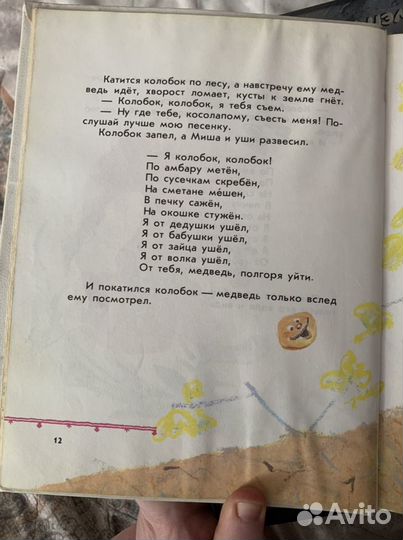 Катится колобок по лесу, а навстречу ему мед-
ведь идёт, хворост ломает, кусты к земле гнёт.
— Колобок, колобок, я тебя съем.
— Ну где тебе, косолапому, съесть меня! По-
слушай лучше мою песенку.
Колобок запел, а Миша и уши развесил.
— Я колобок, колобок!
По амбару метён,
По сусечкам скребён,
На сметане ме́шен,
В печку сажён,
На окошке стужён.
Я от дедушки ушёл,
Я от бабушки ушёл,
Я от зайца ушёл,
Я от волка ушёл,
От тебя, медведь, полгоря уйти.
И покатился колобок — медведь только вслед
ему посмотрел.
12
Avito